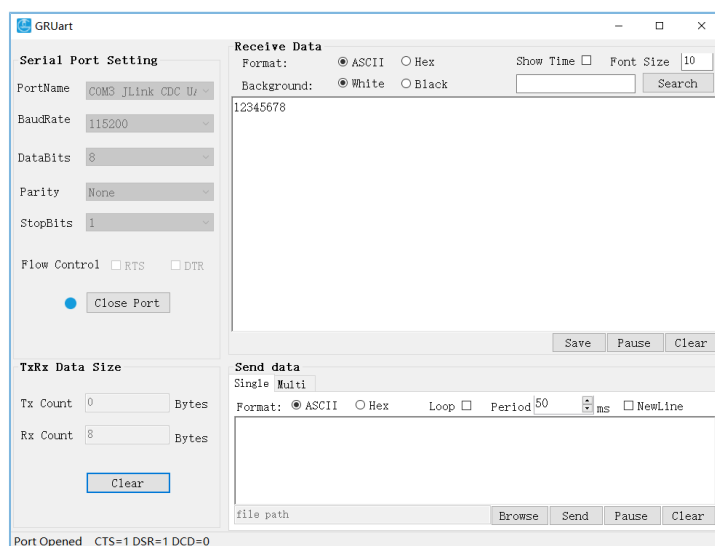 GRUart
Serial Port Setting
PortName COM3 JLink CDC UA
BaudRate 115200
DataBits 8
Parity None
StopBits 1
Flow Control RTS DTR
Close Port
Receive Data
Format: ASCII Hex Show Time Font Size 10
Background: White Black Search
12345678
Save Pause Clear
TxRx Data Size
Tx Count 0 Bytes
Rx Count 8 Bytes
Clear
Send data
Single Multi
Format: ASCII Hex Loop Period 50 ms NewLine
file path Browse Send Pause Clear
Port Opened CTS=1 DSR=1 DCD=0